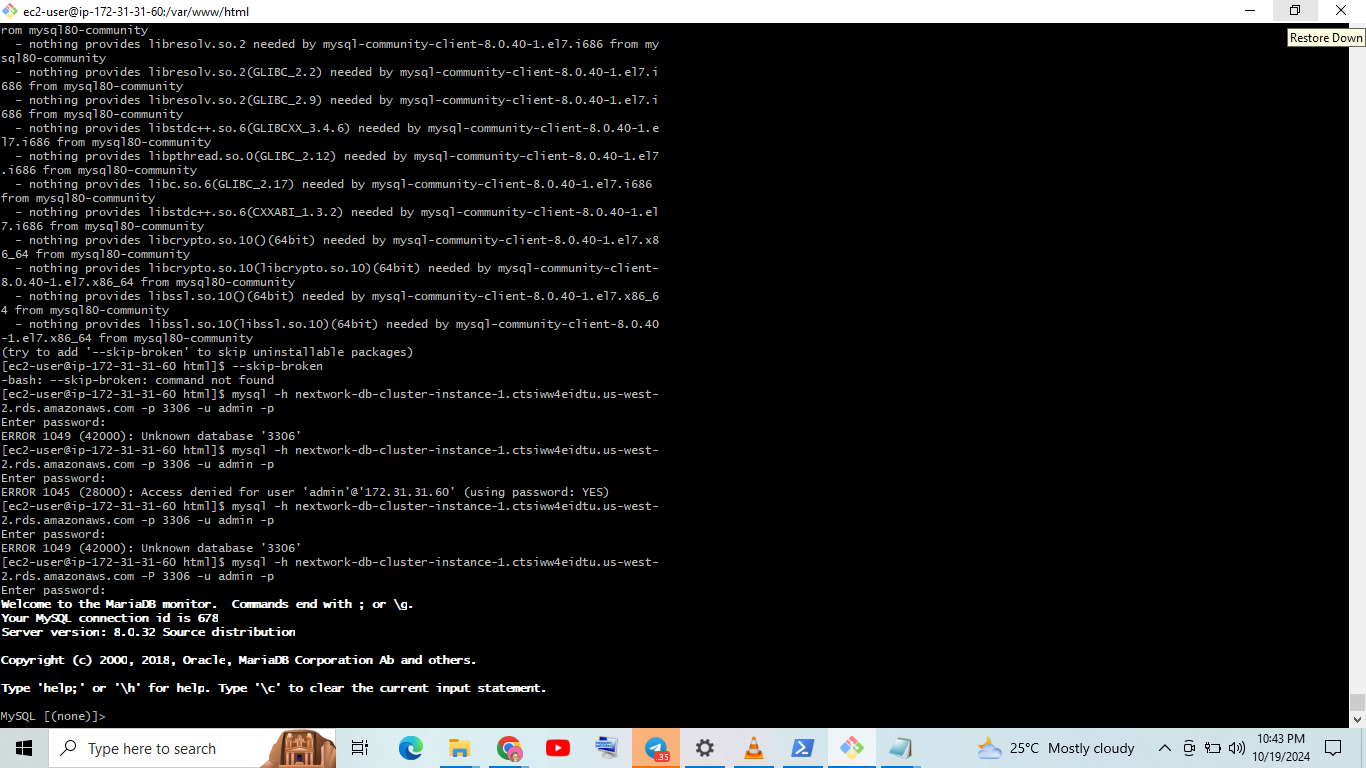 ec2-user@ip-172-31-31-60:/var/www/html
Restore Down
rom mysql80-community
- nothing provides libresolv.so.2 needed by mysql-community-client-8.0.40-1.el7.i686 from my
sql80-community
- nothing provides libresolv.so.2(GLIBC_2.2) needed by mysql-community-client-8.0.40-1.el7.i
686 from mysql80-community
- nothing provides libresolv.so.2(GLIBC_2.9) needed by mysql-community-client-8.0.40-1.el7.i
686 from mysql80-community
- nothing provides libstdc++.so.6(GLIBCXX_3.4.6) needed by mysql-community-client-8.0.40-1.e
l7.i686 from mysql80-community
- nothing provides libpthread.so.0(GLIBC_2.12) needed by mysql-community-client-8.0.40-1.el7
.i686 from mysql80-community
- nothing provides libc.so.6(GLIBC_2.17) needed by mysql-community-client-8.0.40-1.el7.i686
from mysql80-community
- nothing provides libstdc++.so.6(CXXABI_1.3.2) needed by mysql-community-client-8.0.40-1.el
7.i686 from mysql80-community
- nothing provides libcrypto.so.10()(64bit) needed by mysql-community-client-8.0.40-1.el7.x8
6_64 from mysql80-community
- nothing provides libcrypto.so.10(libcrypto.so.10)(64bit) needed by mysql-community-client-
8.0.40-1.el7.x86_64 from mysql80-community
- nothing provides libssl.so.10()(64bit) needed by mysql-community-client-8.0.40-1.el7.x86_6
4 from mysql80-community
- nothing provides libssl.so.10(libssl.so.10)(64bit) needed by mysql-community-client-8.0.40
-1.el7.x86_64 from mysql80-community
(try to add '--skip-broken' to skip uninstallable packages)
[ec2-user@ip-172-31-31-60 html]$ --skip-broken
-bash: --skip-broken: command not found
[ec2-user@ip-172-31-31-60 html]$ mysql -h nextwork-db-cluster-instance-1.ctsiww4eidtu.us-west-
2.rds.amazonaws.com -p 3306 -u admin -p
Enter password:
ERROR 1049 (42000): Unknown database '3306'
[ec2-user@ip-172-31-31-60 html]$ mysql -h nextwork-db-cluster-instance-1.ctsiww4eidtu.us-west-
2.rds.amazonaws.com -p 3306 -u admin -p
Enter password:
ERROR 1045 (28000): Access denied for user 'admin'@'172.31.31.60' (using password: YES)
[ec2-user@ip-172-31-31-60 html]$ mysql -h nextwork-db-cluster-instance-1.ctsiww4eidtu.us-west-
2.rds.amazonaws.com -p 3306 -u admin -p
Enter password:
ERROR 1049 (42000): Unknown database '3306'
[ec2-user@ip-172-31-31-60 html]$ mysql -h nextwork-db-cluster-instance-1.ctsiww4eidtu.us-west-
2.rds.amazonaws.com -P 3306 -u admin -p
Enter password:
Welcome to the MariaDB monitor.  Commands end with ; or \g.
Your MySQL connection id is 678
Server version: 8.0.32 Source distribution
Copyright (c) 2000, 2018, Oracle, MariaDB Corporation Ab and others.
Type 'help;' or '\h' for help. Type '\c' to clear the current input statement.
MySQL [(none)]>
Type here to search
.35
25°C Mostly cloudy
10:43 PM
10/19/2024